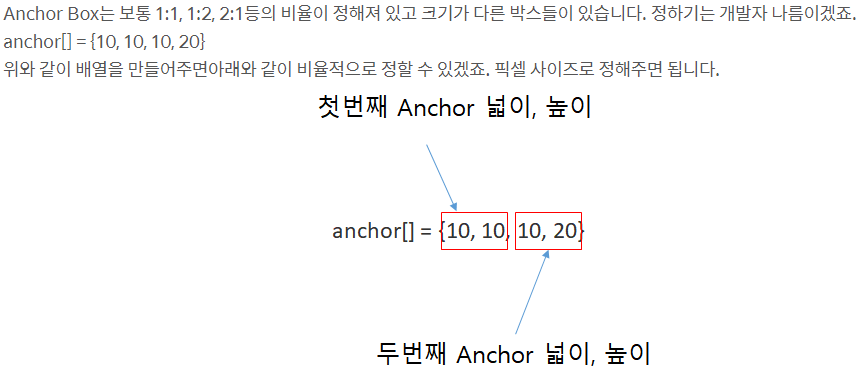 Anchor Box는 보통 1:1, 1:2, 2:1등의 비율이 정해져 있고 크기가 다른 박스들이 있습니다. 정하기는 개발자 나름이겠죠.
anchor[] = {10, 10, 10, 20}
위와 같이 배열을 만들어주면아래와 같이 비율적으로 정할 수 있겠죠. 픽셀 사이즈로 정해주면 됩니다.
첫번째 Anchor 넓이, 높이
anchor[] = {10, 10, 10, 20}
두번째 Anchor 넓이, 높이